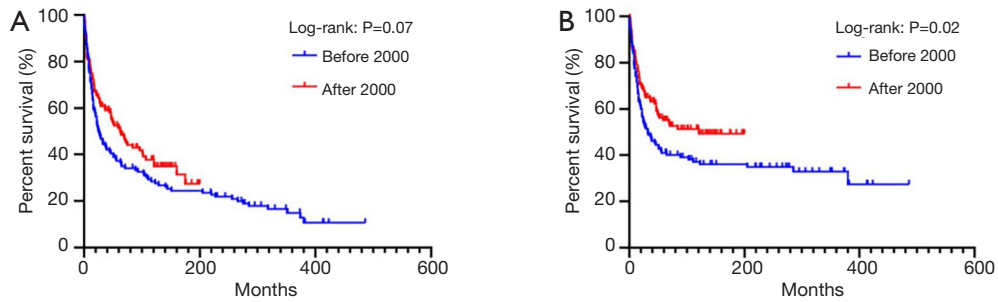 A
Log-rank: P=0.07
Before 2000
After 2000
Percent survival (%)
100
80
60
40
20
0
0 200 400 600
Months
B
Log-rank: P=0.02
Before 2000
After 2000
Percent survival (%)
100
80
60
40
20
0
0 200 400 600
Months